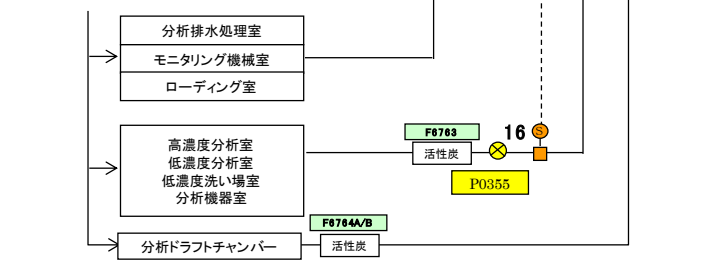 分析排水処理室
モニタリング機械室
ローディング室
高濃度分析室
低濃度分析室
低濃度洗い場室
分析機器室
F6763
活性炭
16
S
P0355
F6764A/B
分析ドラフトチャンバー
活性炭